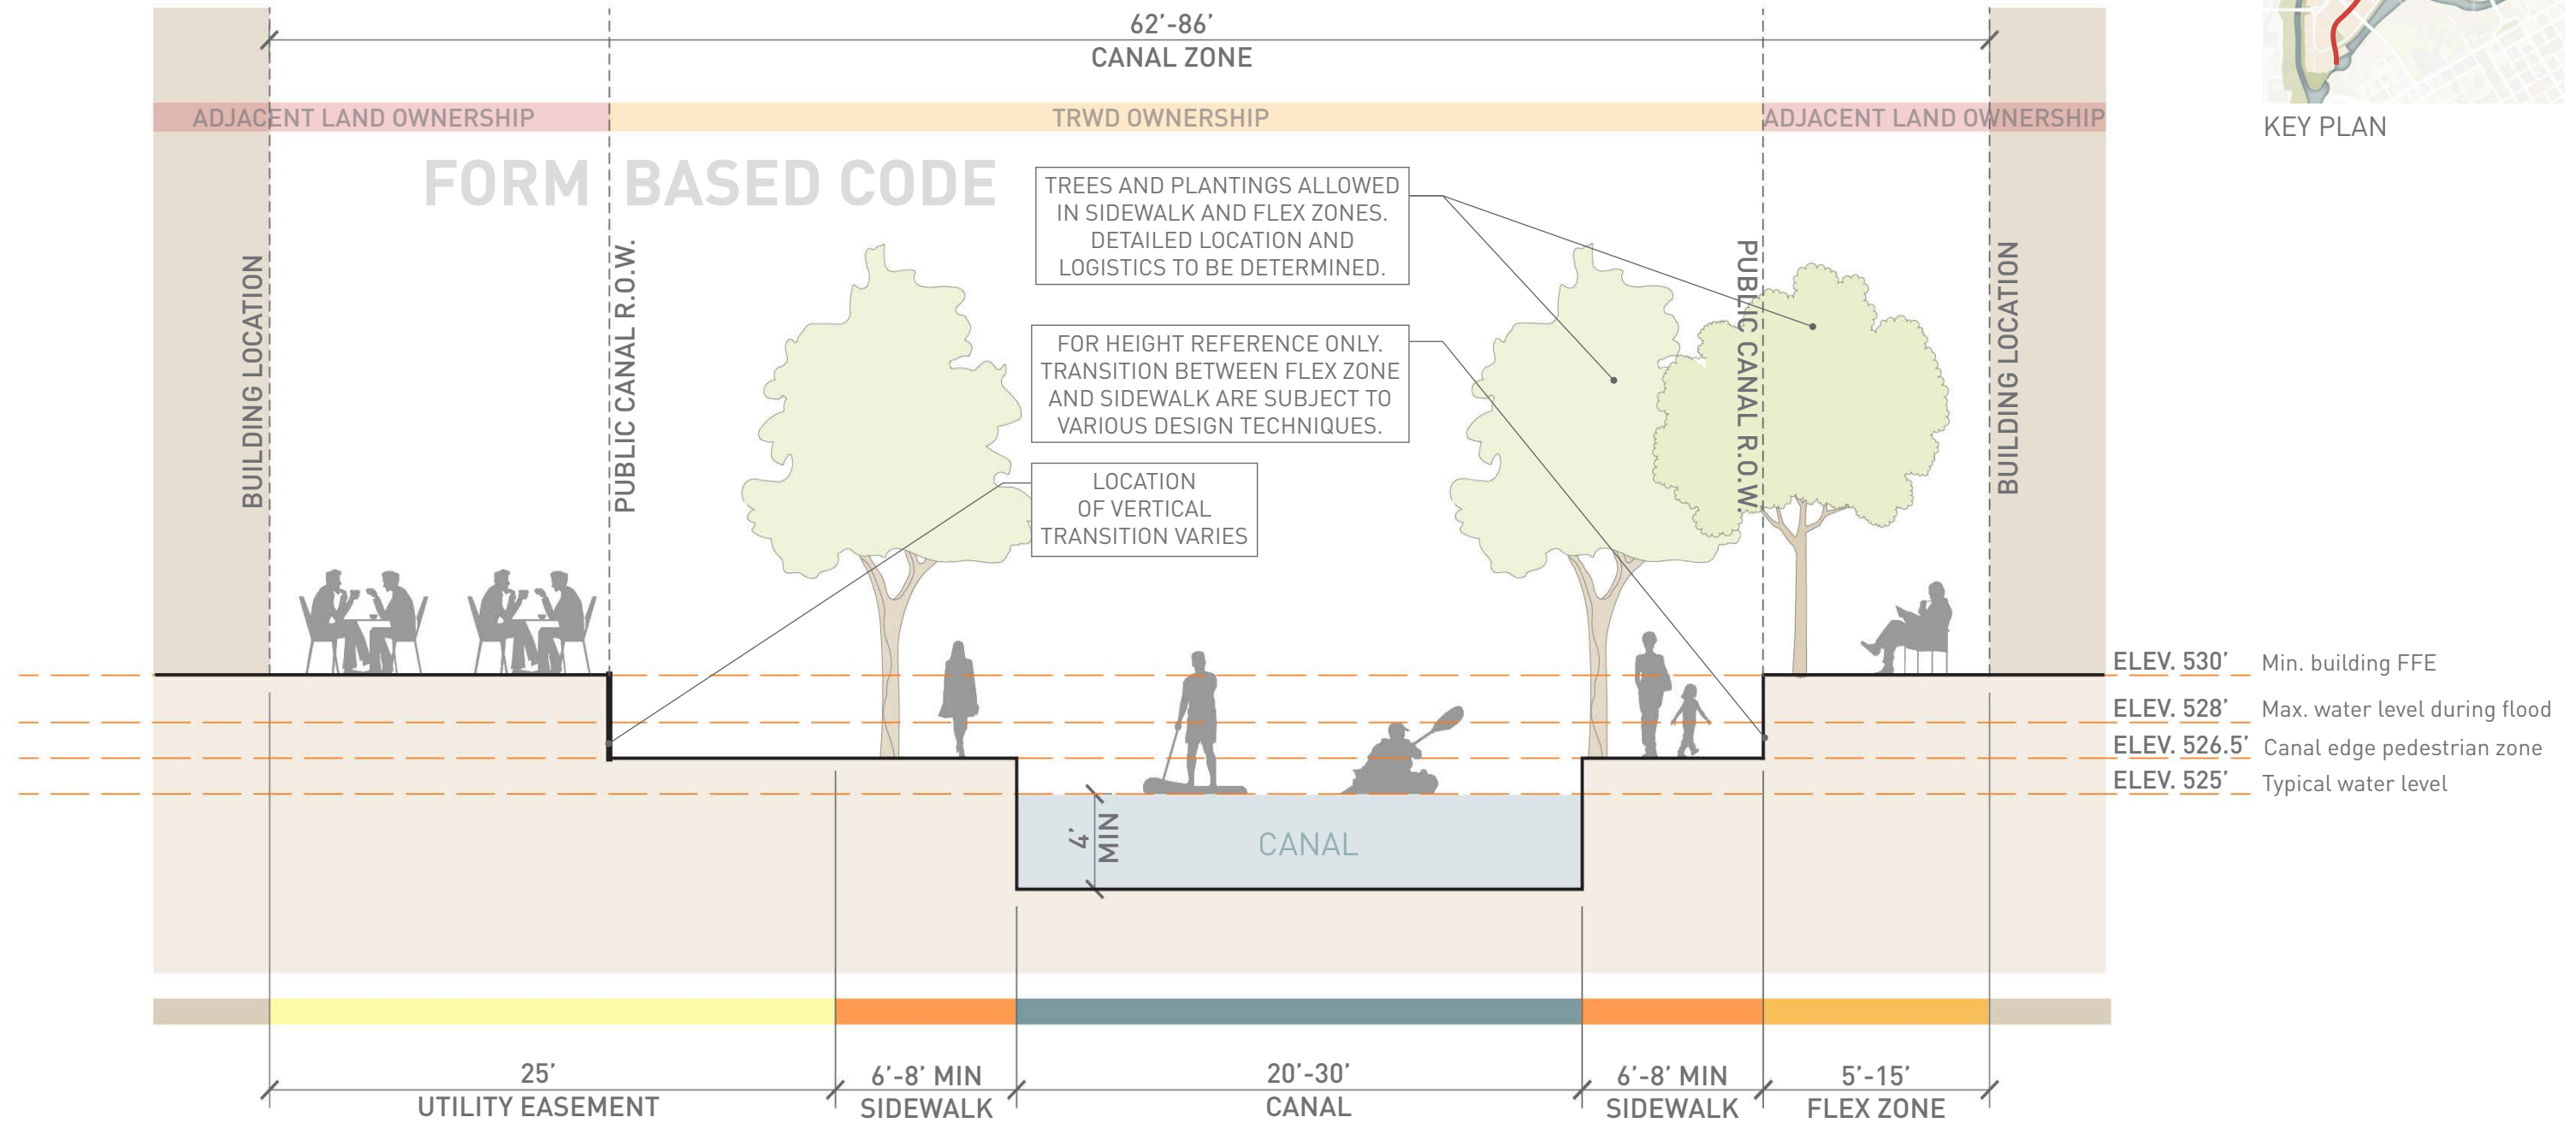 62’-86’
CANAL ZONE
ADJACENT LAND OWNERSHIP
TRWD OWNERSHIP
ADJACENT LAND OWNERSHIP
KEY PLAN
FORM BASED CODE
TREES AND PLANTINGS ALLOWED
IN SIDEWALK AND FLEX ZONES.
DETAILED LOCATION AND
LOGISTICS TO BE DETERMINED.
BUILDING LOCATION
PUBLIC CANAL R.O.W.
FOR HEIGHT REFERENCE ONLY.
TRANSITION BETWEEN FLEX ZONE
AND SIDEWALK ARE SUBJECT TO
VARIOUS DESIGN TECHNIQUES.
PUBLIC CANAL R.O.W.
BUILDING LOCATION
LOCATION
OF VERTICAL
TRANSITION VARIES
ELEV. 530’ Min. building FFE
ELEV. 528’ Max. water level during flood
ELEV. 526.5’ Canal edge pedestrian zone
ELEV. 525’ Typical water level
4’
MIN
CANAL
25’
UTILITY EASEMENT
6’-8’ MIN
SIDEWALK
20’-30’
CANAL
6’-8’ MIN
SIDEWALK
5’-15’
FLEX ZONE